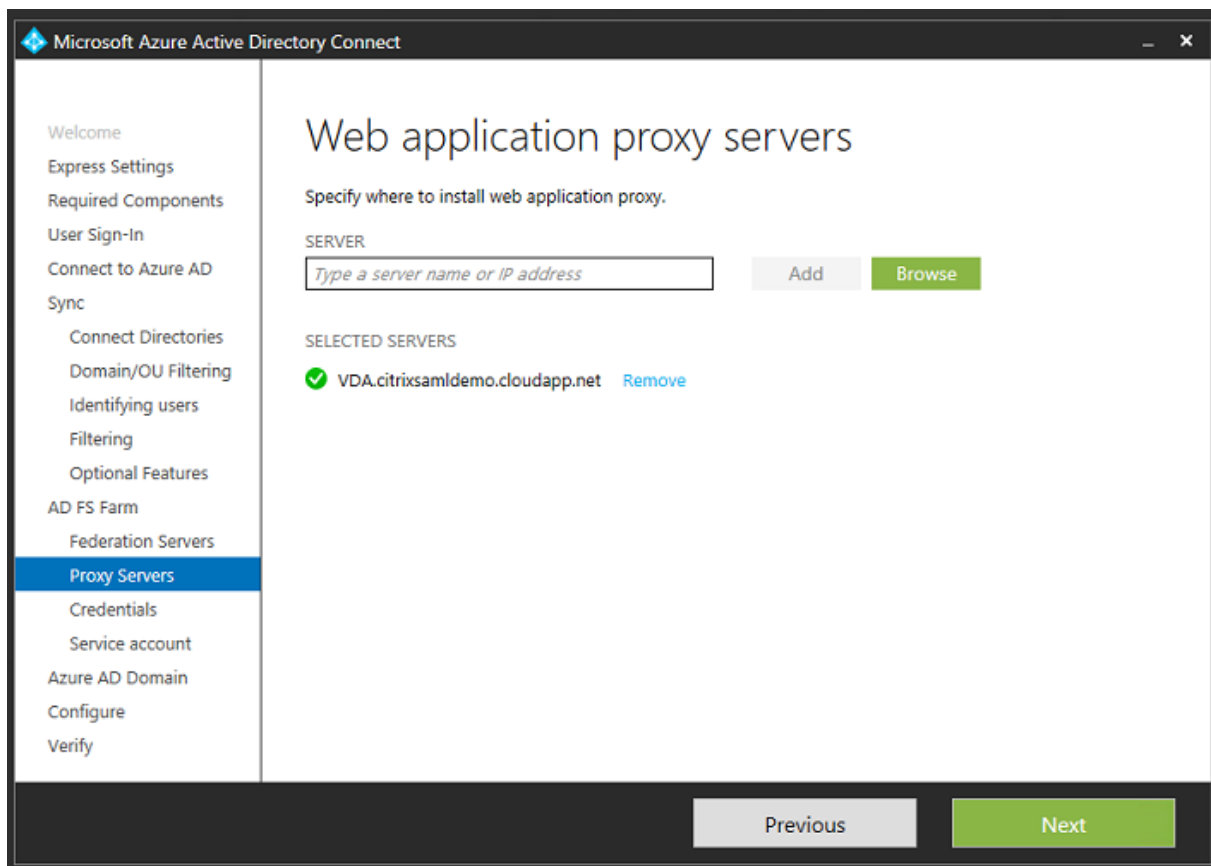 Microsoft Azure Active Directory Connect
Welcome
Express Settings
Required Components
User Sign-In
Connect to Azure AD
Sync
Connect Directories
Domain/OU Filtering
Identifying users
Filtering
Optional Features
AD FS Farm
Federation Servers
Proxy Servers
Credentials
Service account
Azure AD Domain
Configure
Verify
Web application proxy servers
Specify where to install web application proxy.
SERVER
Type a server name or IP address
Add
Browse
SELECTED SERVERS
VDA.citrixsamldemo.cloudapp.net Remove
Previous
Next